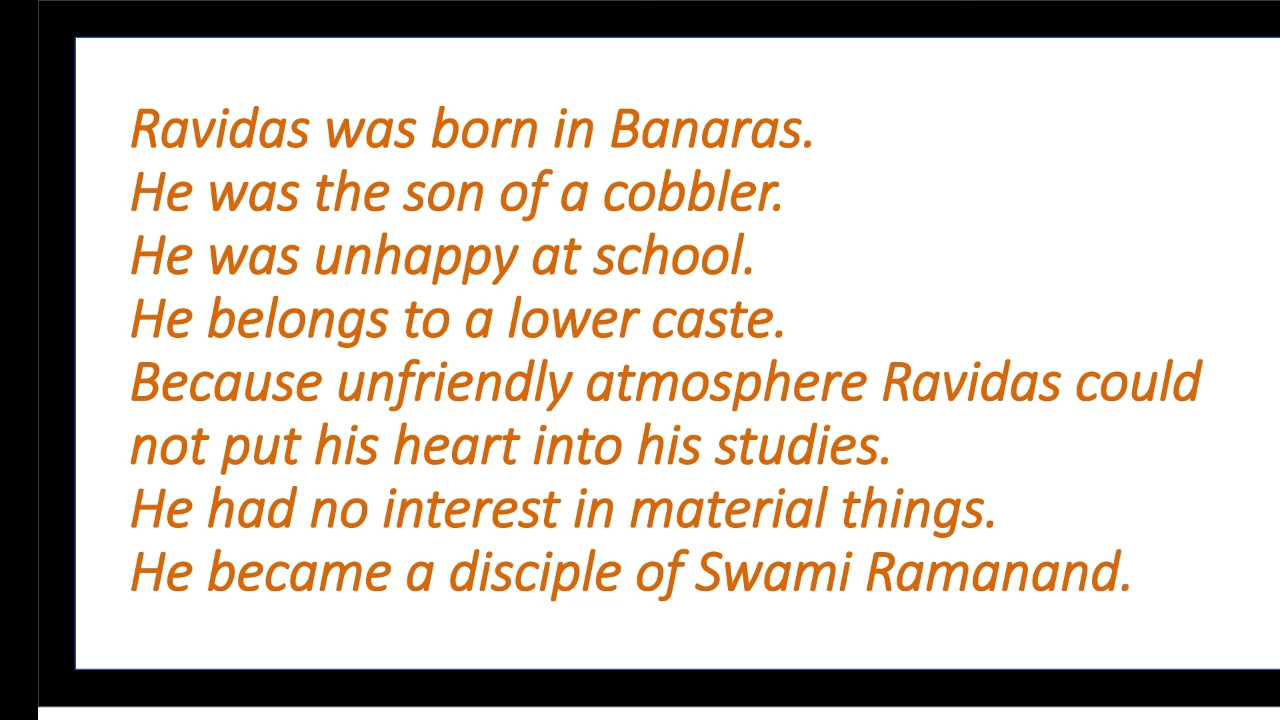 Ravidas was born in Banaras.
He was the son of a cobbler.
He was unhappy at school.
He belongs to a lower caste.
Because unfriendly atmosphere Ravidas could
not put his heart into his studies.
He had no interest in material things.
He became a disciple of Swami Ramanand.